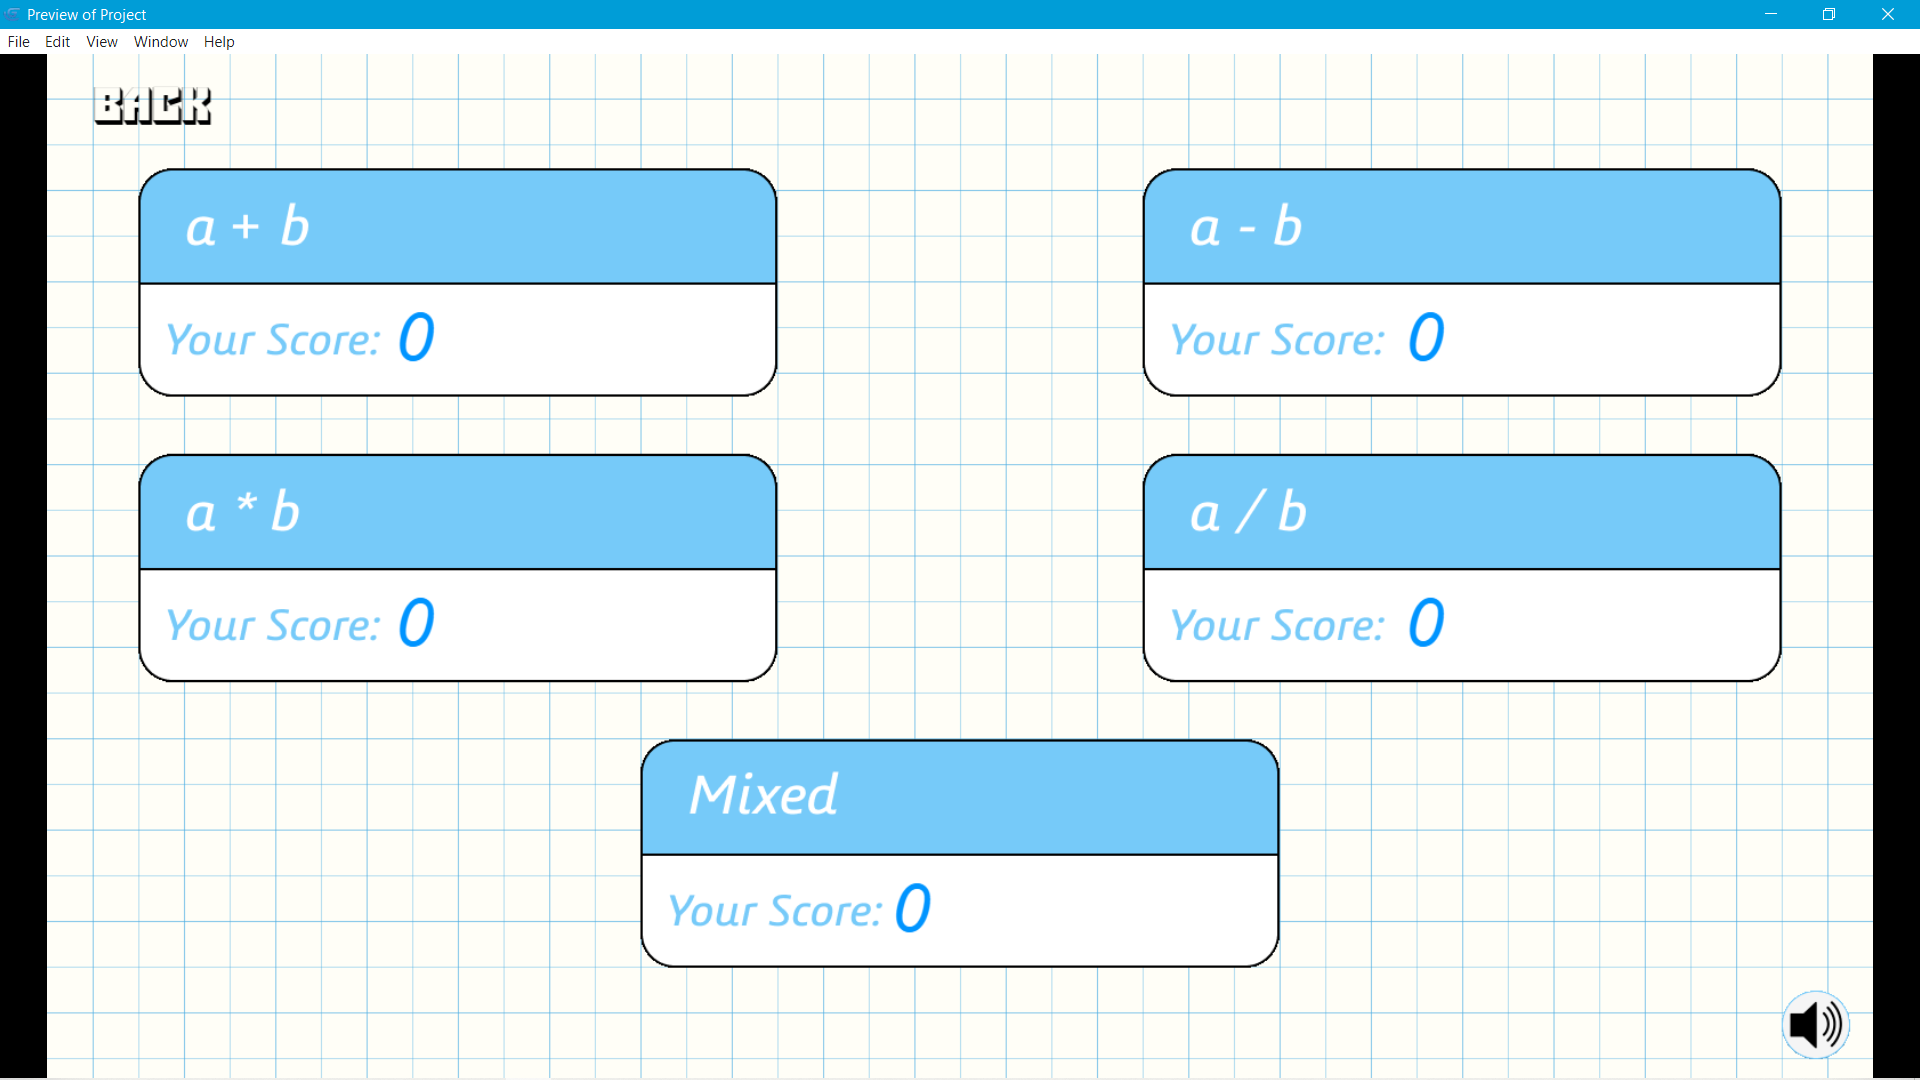 Preview of Project
File Edit View Window Help
BACK
a + b
Your Score: 0
a - b
Your Score: 0
a * b
Your Score: 0
a / b
Your Score: 0
Mixed
Your Score: 0